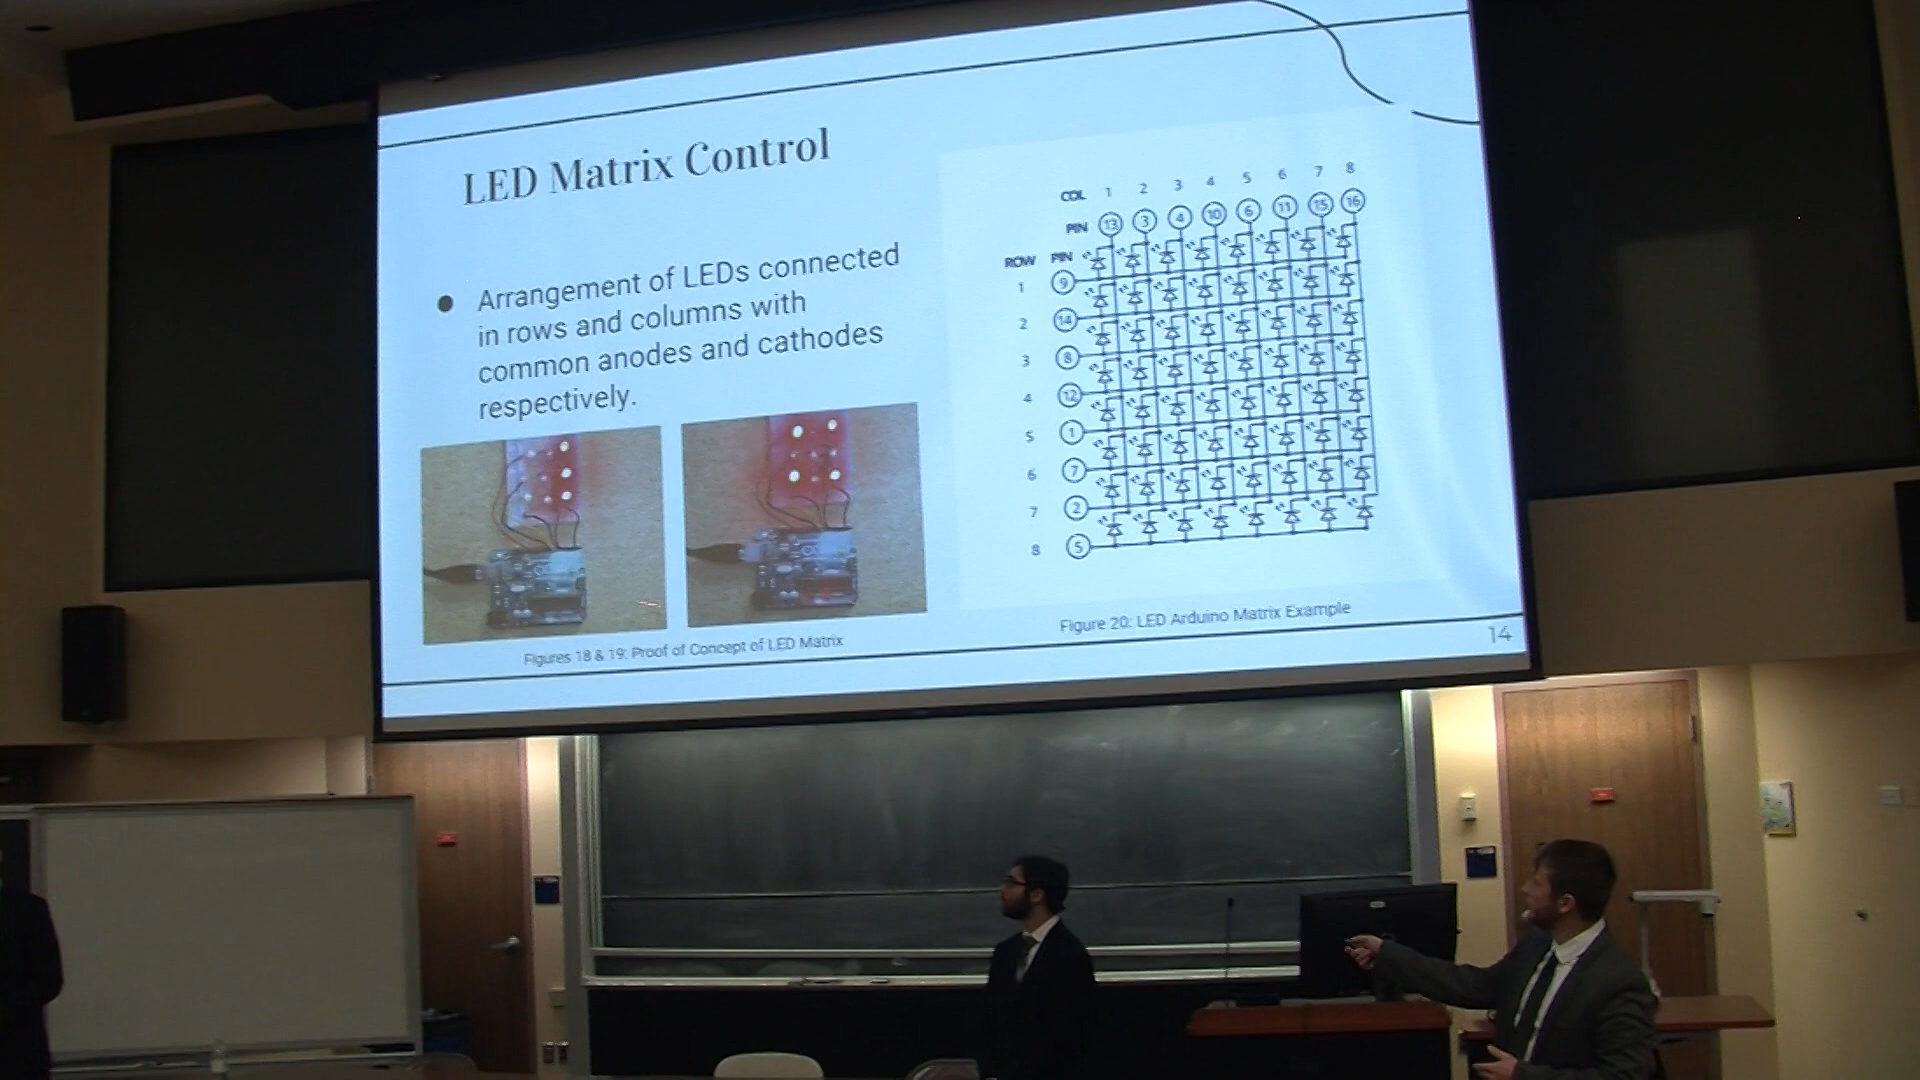 LED Matrix Control
● Arrangement of LEDs connected
in rows and columns with
common anodes and cathodes
respectively.
Figures 18 & 19: Proof of Concept of LED Matrix
COL 1 2 3 4 5 6 7 8
PIN 13 3 4 10 6 11 15 16
ROW PIN
1 9
2 14
3 8
4 12
5 1
6 7
7 2
8 5
Figure 20: LED Arduino Matrix Example
14